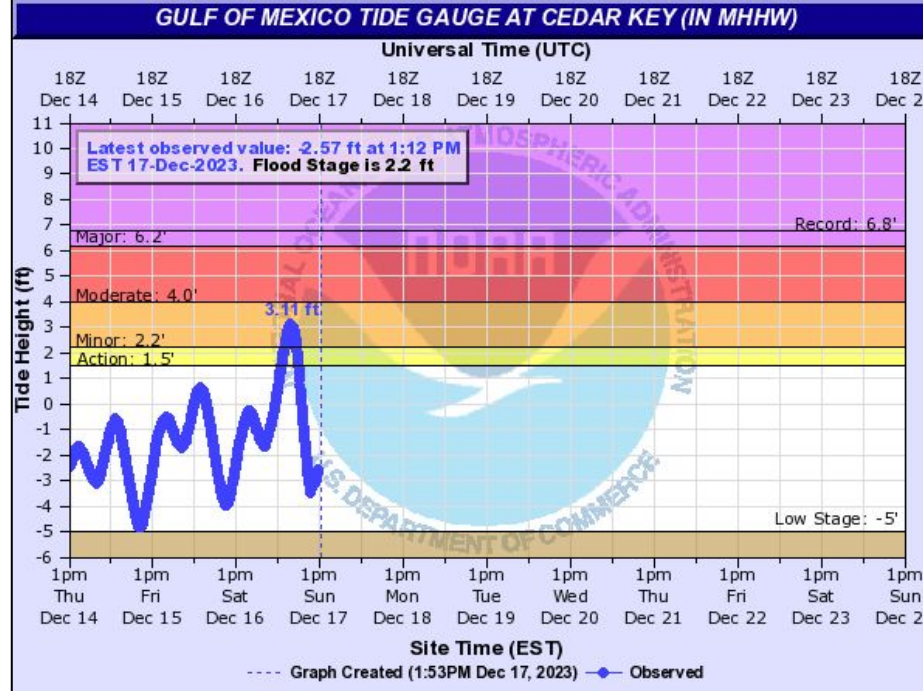 GULF OF MEXICO TIDE GAUGE AT CEDAR KEY (IN MHHW)
Universal Time (UTC)
18Z 18Z 18Z 18Z 18Z 18Z 18Z 18Z 18Z 18Z 18Z
Dec 14 Dec 15 Dec 16 Dec 17 Dec 18 Dec 19 Dec 20 Dec 21 Dec 22 Dec 23 Dec 2
Tide Height (ft)
11
10
9
8
7
6
5
4
3
2
1
0
-1
-2
-3
-4
-5
-6
Latest observed value: -2.57 ft at 1:12 PM
EST 17-Dec-2023. Flood Stage is 2.2 ft
Record: 6.8'
Major: 6.2'
Moderate: 4.0'
3.11 ft
Minor: 2.2'
Action: 1.5'
Low Stage: -5'
NOAA
U.S. DEPARTMENT OF COMMERCE
1pm 1pm 1pm 1pm 1pm 1pm 1pm 1pm 1pm 1pm 1pm
Thu Fri Sat Sun Mon Tue Wed Thu Fri Sat Sun
Dec 14 Dec 15 Dec 16 Dec 17 Dec 18 Dec 19 Dec 20 Dec 21 Dec 22 Dec 23 Dec 2
Site Time (EST)
Graph Created (1:53PM Dec 17, 2023) Observed